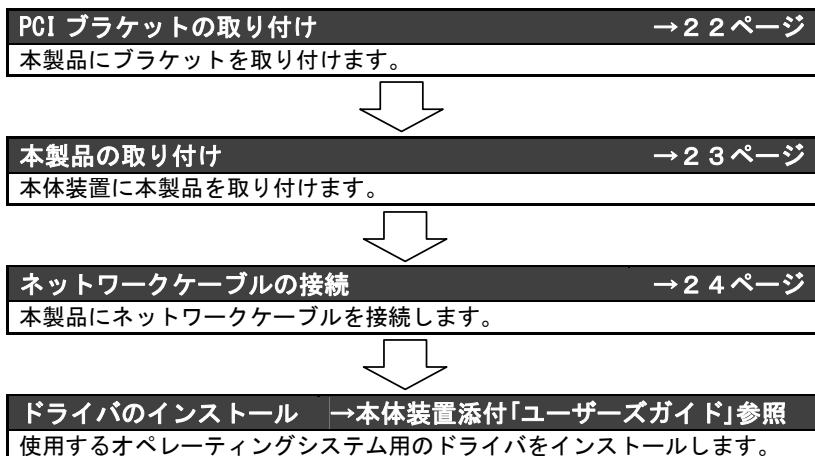 PCI ブラケットの取り付け →22ページ
本製品にブラケットを取り付けます。
本製品の取り付け →23ページ
本体装置に本製品を取り付けます。
ネットワークケーブルの接続 →24ページ
本製品にネットワークケーブルを接続します。
ドライバのインストール →本体装置添付「ユーザーズガイド」参照
使用するオペレーティングシステム用のドライバをインストールします。